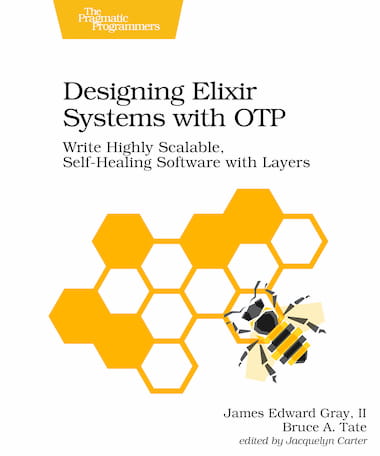 The
Pragmatic
Programmers
Designing Elixir
Systems with OTP
Write Highly Scalable,
Self-Healing Software with Layers
James Edward Gray, II
Bruce A. Tate
edited by Jacquelyn Carter